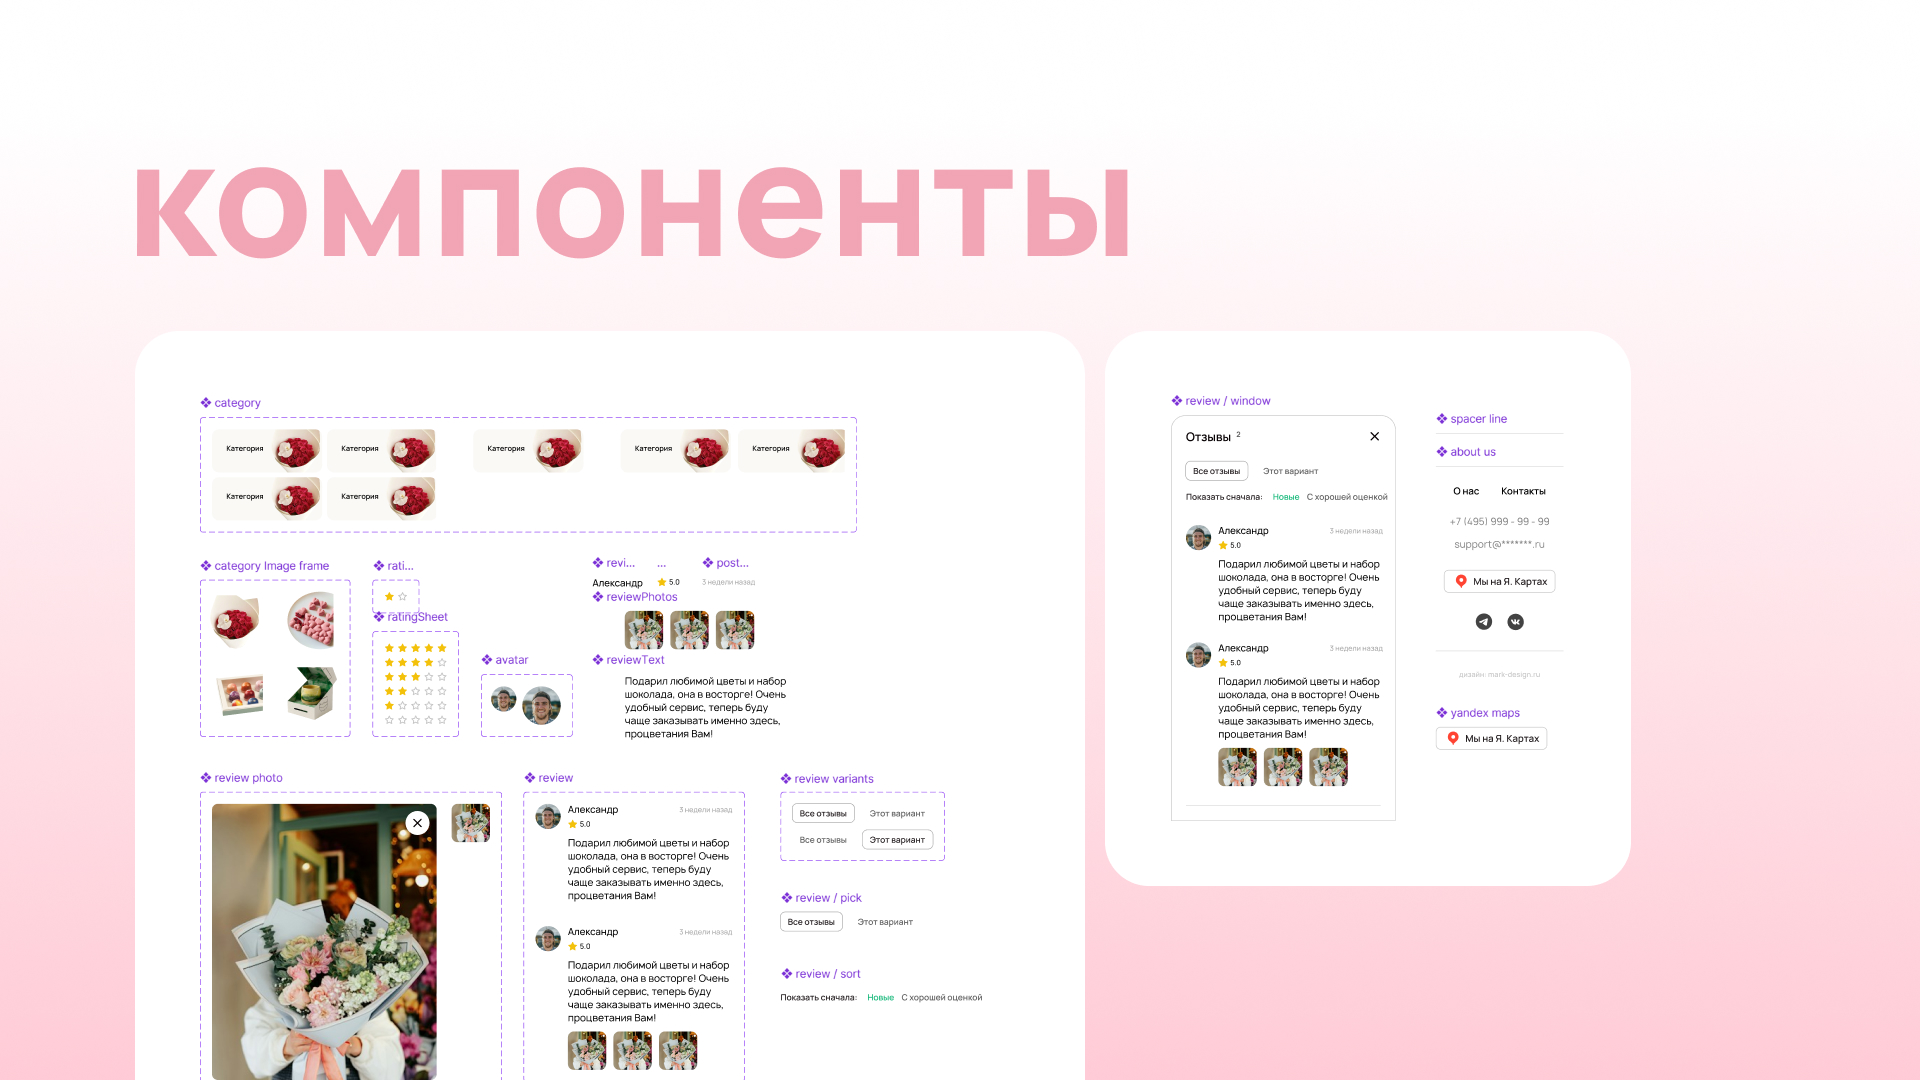 компоненты
category
Категория
Категория
Категория
Категория
Категория
Категория
Категория
category Image frame
rati...
ratingSheet
avatar
revi...
...
post...
Александр
5.0
3 недели назад
reviewPhotos
reviewText
Подарил любимой цветы и набор
шоколада, она в восторге! Очень
удобный сервис, теперь буду
чаще заказывать именно здесь,
процветания Вам!
review photo
review
Александр
3 недели назад
5.0
Подарил любимой цветы и набор
шоколада, она в восторге! Очень
удобный сервис, теперь буду
чаще заказывать именно здесь,
процветания Вам!
Александр
3 недели назад
5.0
Подарил любимой цветы и набор
шоколада, она в восторге! Очень
удобный сервис, теперь буду
чаще заказывать именно здесь,
процветания Вам!
review variants
Все отзывы Этот вариант
Все отзывы Этот вариант
review / pick
Все отзывы Этот вариант
review / sort
Показать сначала: Новые С хорошей оценкой
review / window
Отзывы 2
Все отзывы Этот вариант
Показать сначала: Новые С хорошей оценкой
Александр
3 недели назад
5.0
Подарил любимой цветы и набор
шоколада, она в восторге! Очень
удобный сервис, теперь буду
чаще заказывать именно здесь,
процветания Вам!
Александр
3 недели назад
5.0
Подарил любимой цветы и набор
шоколада, она в восторге! Очень
удобный сервис, теперь буду
чаще заказывать именно здесь,
процветания Вам!
spacer line
about us
О нас Контакты
+7 (495) 999 - 99 - 99
support@*******.ru
Мы на Я. Картах
дизайн: mark-design.ru
yandex maps
Мы на Я. Картах